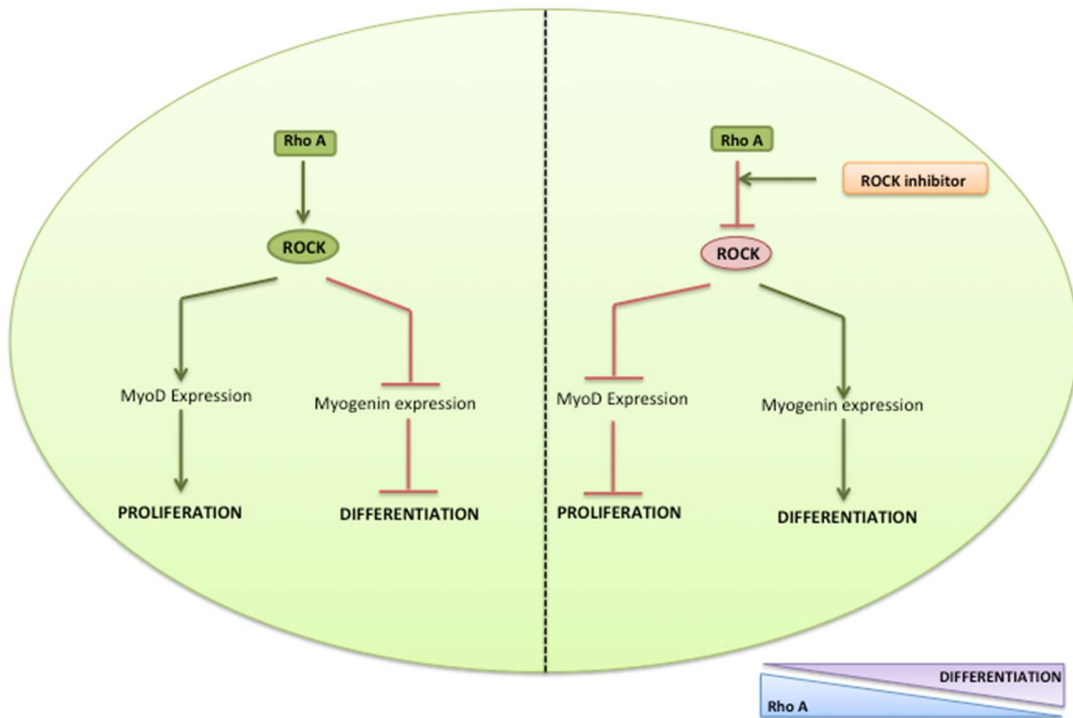 Rho A
ROCK
MyoD Expression
Myogenin expression
PROLIFERATION
DIFFERENTIATION
Rho A
ROCK inhibitor
ROCK
MyoD Expression
Myogenin expression
PROLIFERATION
DIFFERENTIATION
DIFFERENTIATION
Rho A